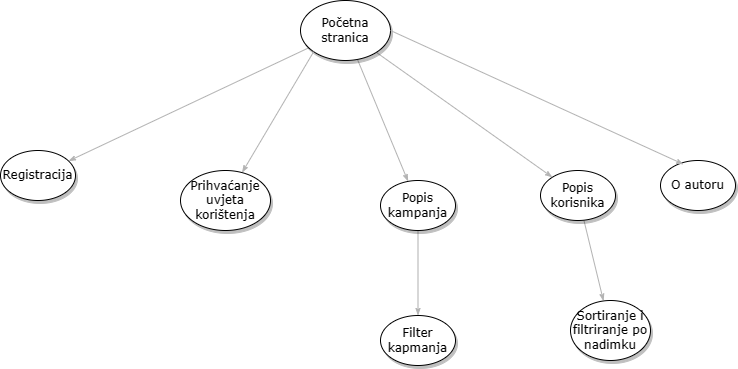 Početna
stranica
Registracija
Prihvaćanje
uvjeta
korištenja
Popis
kampanja
Popis
korisnika
O autoru
Filter
kapmanja
Sortiranje i
filtriranje po
nadimku